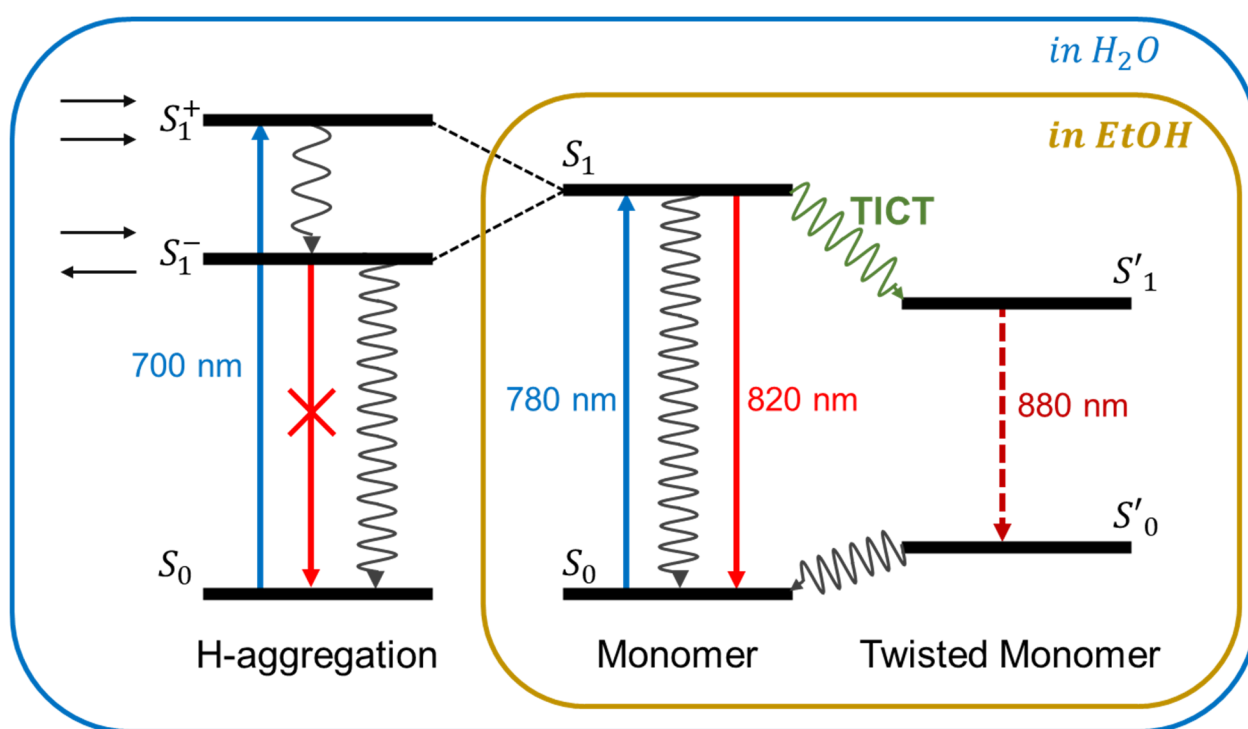 in H₂O
in EtOH
S₁⁺
S₁
TICT
S₁⁻
S'₁
700 nm
780 nm
820 nm
880 nm
S'₀
S₀
S₀
H-aggregation
Monomer
Twisted Monomer